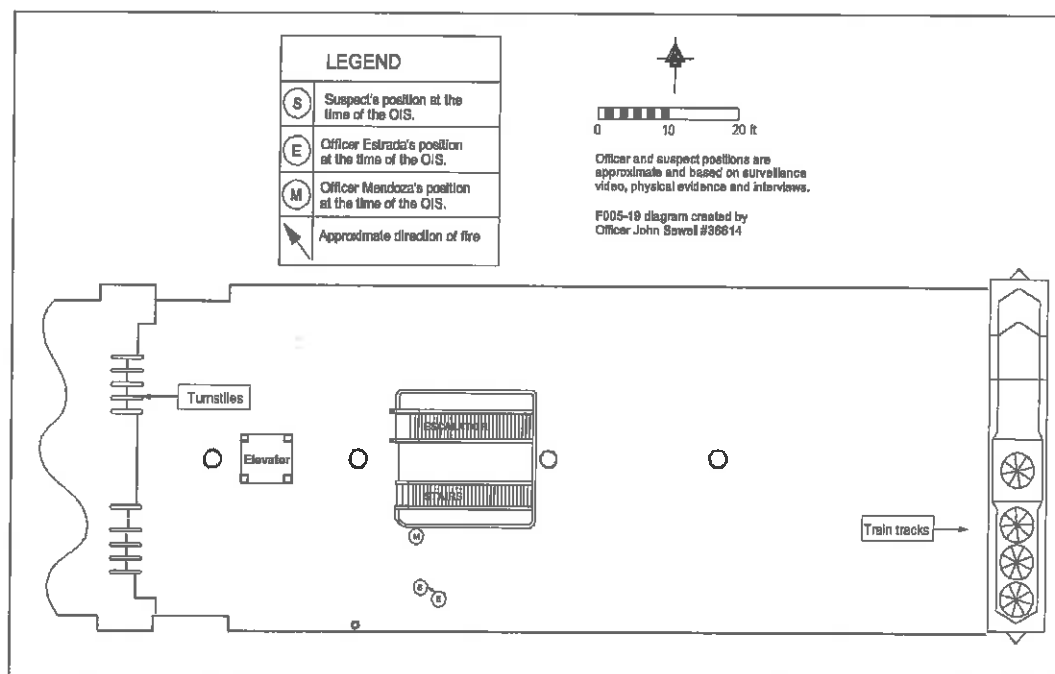 LEGEND
S
Suspect's position at the
time of the OIS.
E
Officer Estrada's position
at the time of the OIS.
M
Officer Mendoza's position
at the time of the OIS.
Approximate direction of fire
0 10 20 ft
Officer and suspect positions are
approximate and based on surveillance
video, physical evidence and interviews.
F005-19 diagram created by
Officer John Sewell #36614
Turnstiles
Elevator
ESCALATOR
STAIRS
M
S
E
Train tracks